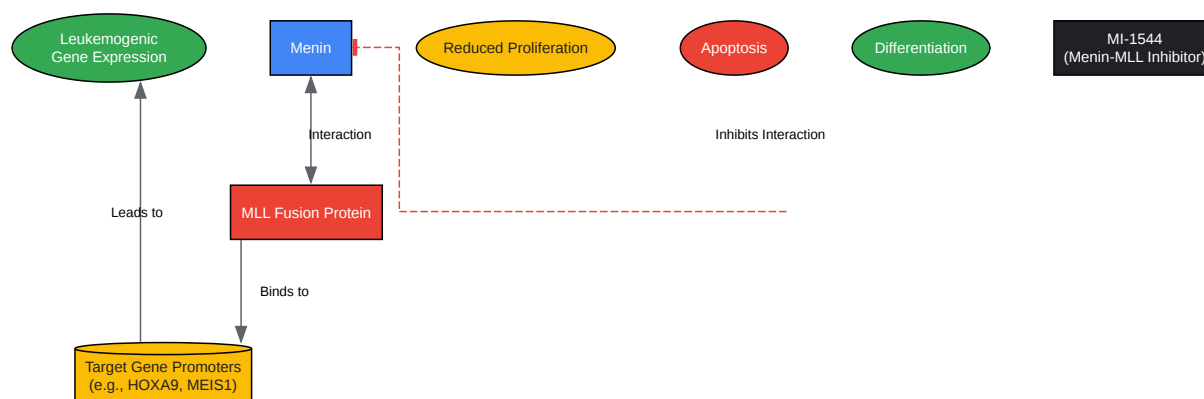 Leukemogenic
Gene Expression
Menin
Reduced Proliferation
Apoptosis
Differentiation
MI-1544
(Menin-MLL Inhibitor)
Interaction
Inhibits Interaction
Leads to
MLL Fusion Protein
Binds to
Target Gene Promoters
(e.g., HOXA9, MEIS1)